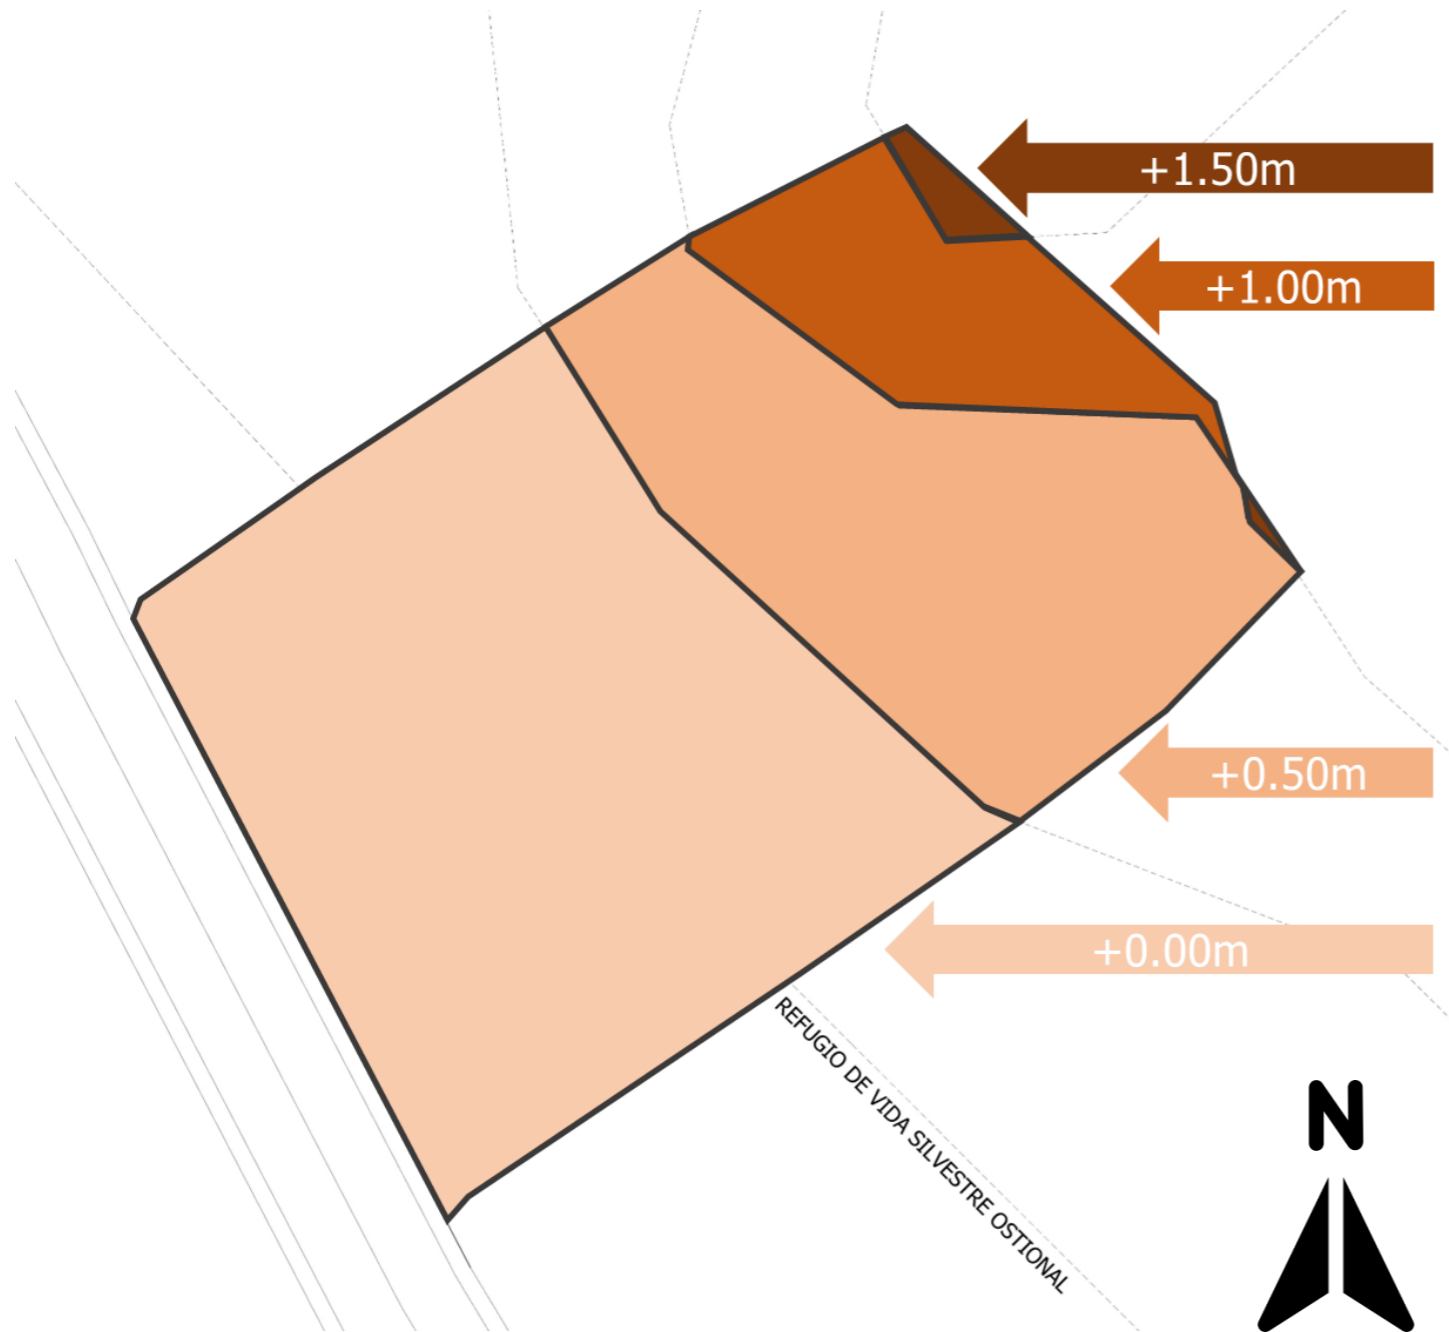 +1.50m
+1.00m
+0.50m
+0.00m
REFUGIO DE VIDA SILVESTRE OSTIONAL
N